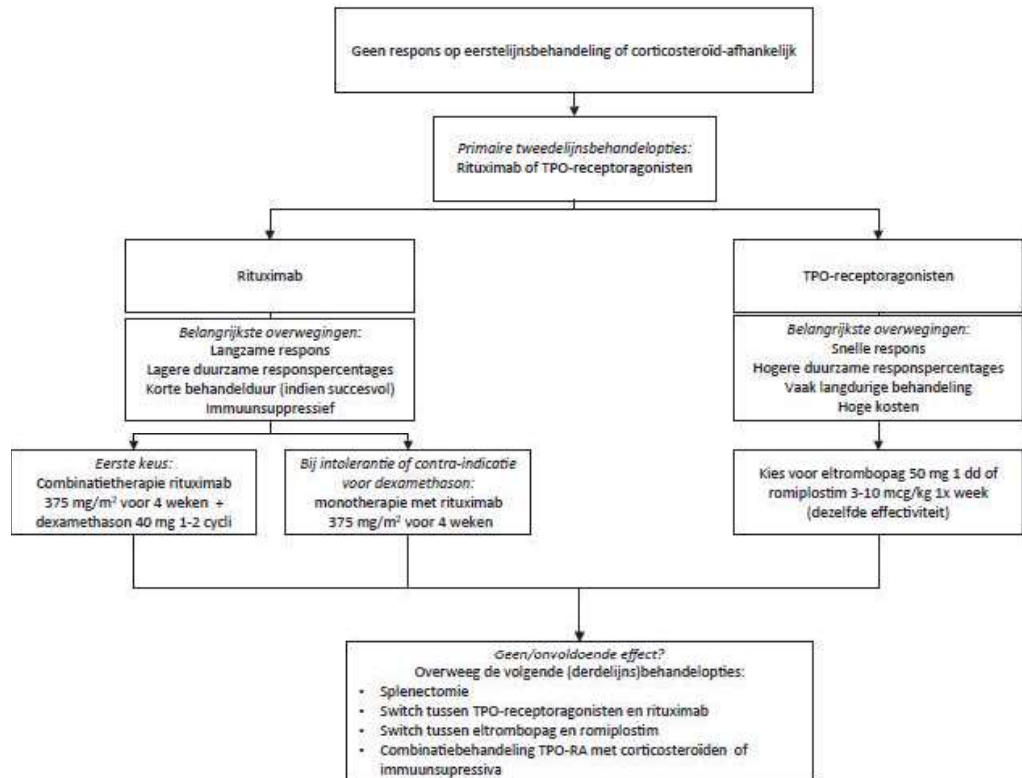 Geen respons op eerstelijnsbehandeling of corticosteroïd-afhankelijk
Primaire tweedelijnsbehandelopties:
Rituximab of TPO-receptoragonisten
Rituximab
Belangrijkste overwegingen:
Langzame respons
Lagere duurzame responspercentages
Korte behandelduur (indien succesvol)
Immuunsuppressief
Eerste keus:
Combinatietherapie rituximab
375 mg/m² voor 4 weken +
dexamethason 40 mg 1-2 cycli
Bij intolerantie of contra-indicatie
voor dexamethason:
monotherapie met rituximab
375 mg/m² voor 4 weken
TPO-receptoragonisten
Belangrijkste overwegingen:
Snelle respons
Hogere duurzame responspercentages
Vaak langdurige behandeling
Hoge kosten
Kies voor eltrombopag 50 mg 1 dd of
romiplostim 3-10 mcg/kg 1x week
(dezelfde effectiviteit)
Geen/onvoldoende effect?
Overweeg de volgende (derdelijns)behandelopties:
• Splenectomie
• Switch tussen TPO-receptoragonisten en rituximab
• Switch tussen eltrombopag en romiplostim
• Combinatiebehandeling TPO-RA met corticosteroïden of
immuunsupressiva